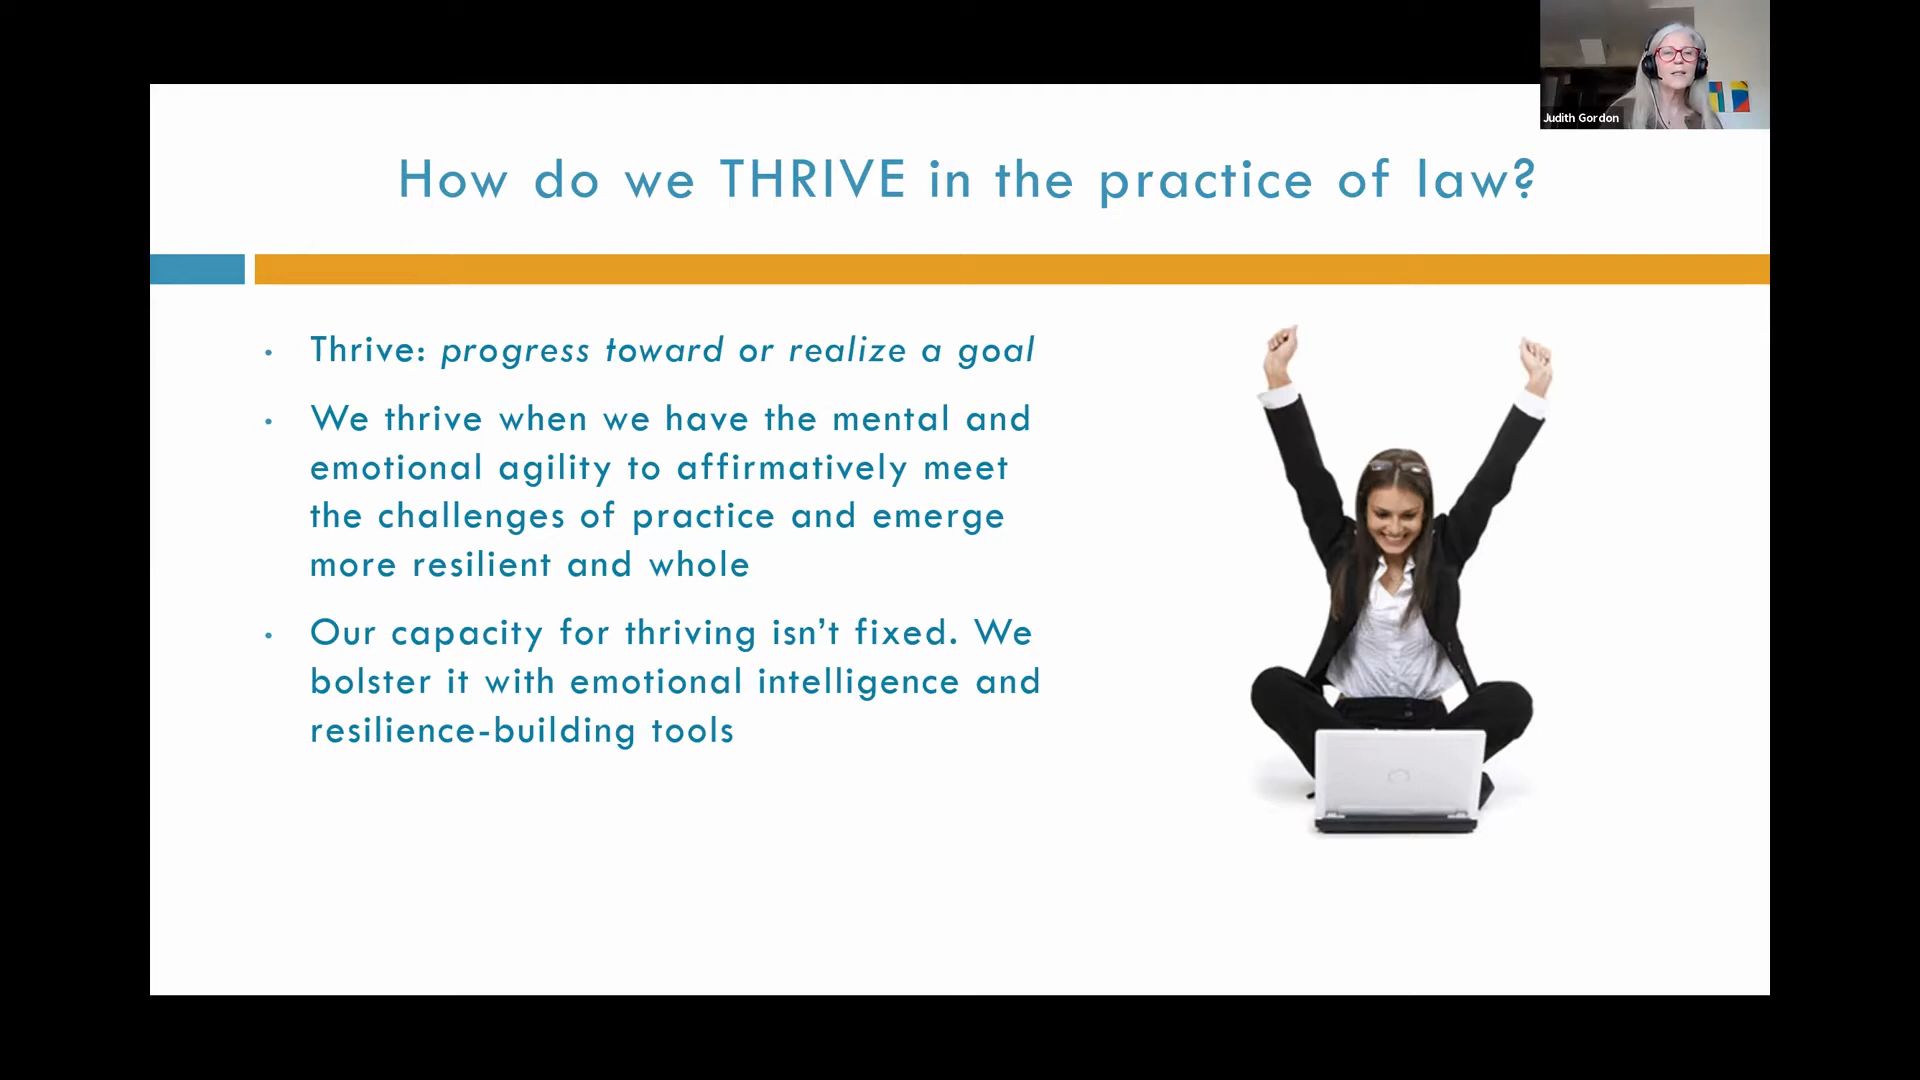 Judith Gordon
How do we THRIVE in the practice of law?
• Thrive: progress toward or realize a goal
• We thrive when we have the mental and
emotional agility to affirmatively meet
the challenges of practice and emerge
more resilient and whole
• Our capacity for thriving isn’t fixed. We
bolster it with emotional intelligence and
resilience-building tools